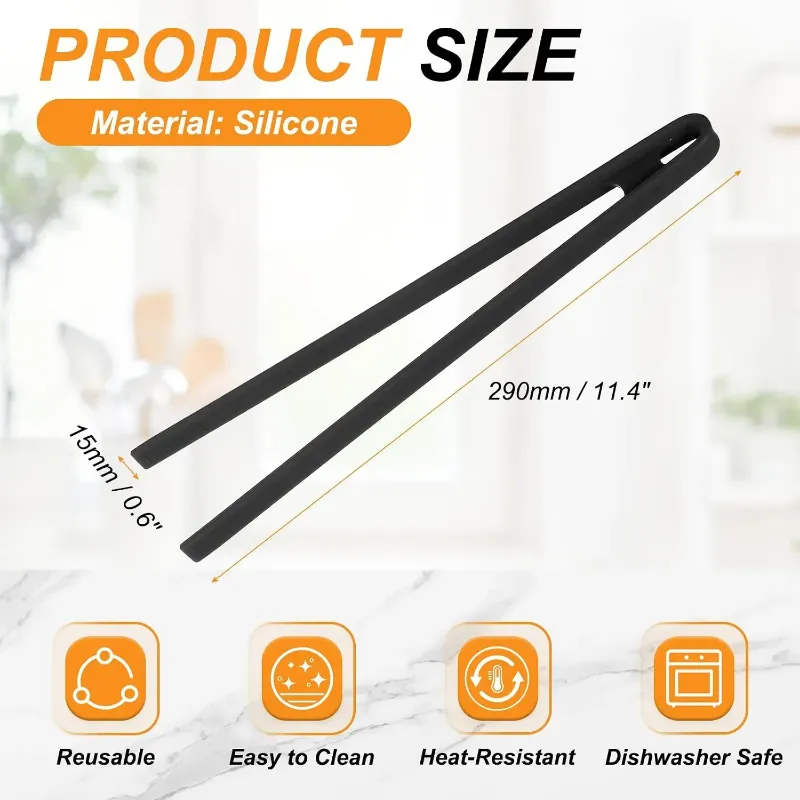 PRODUCT SIZE
Material: Silicone
290mm / 11.4"
15mm / 0.6"
Reusable
Easy to Clean
Heat-Resistant
Dishwasher Safe